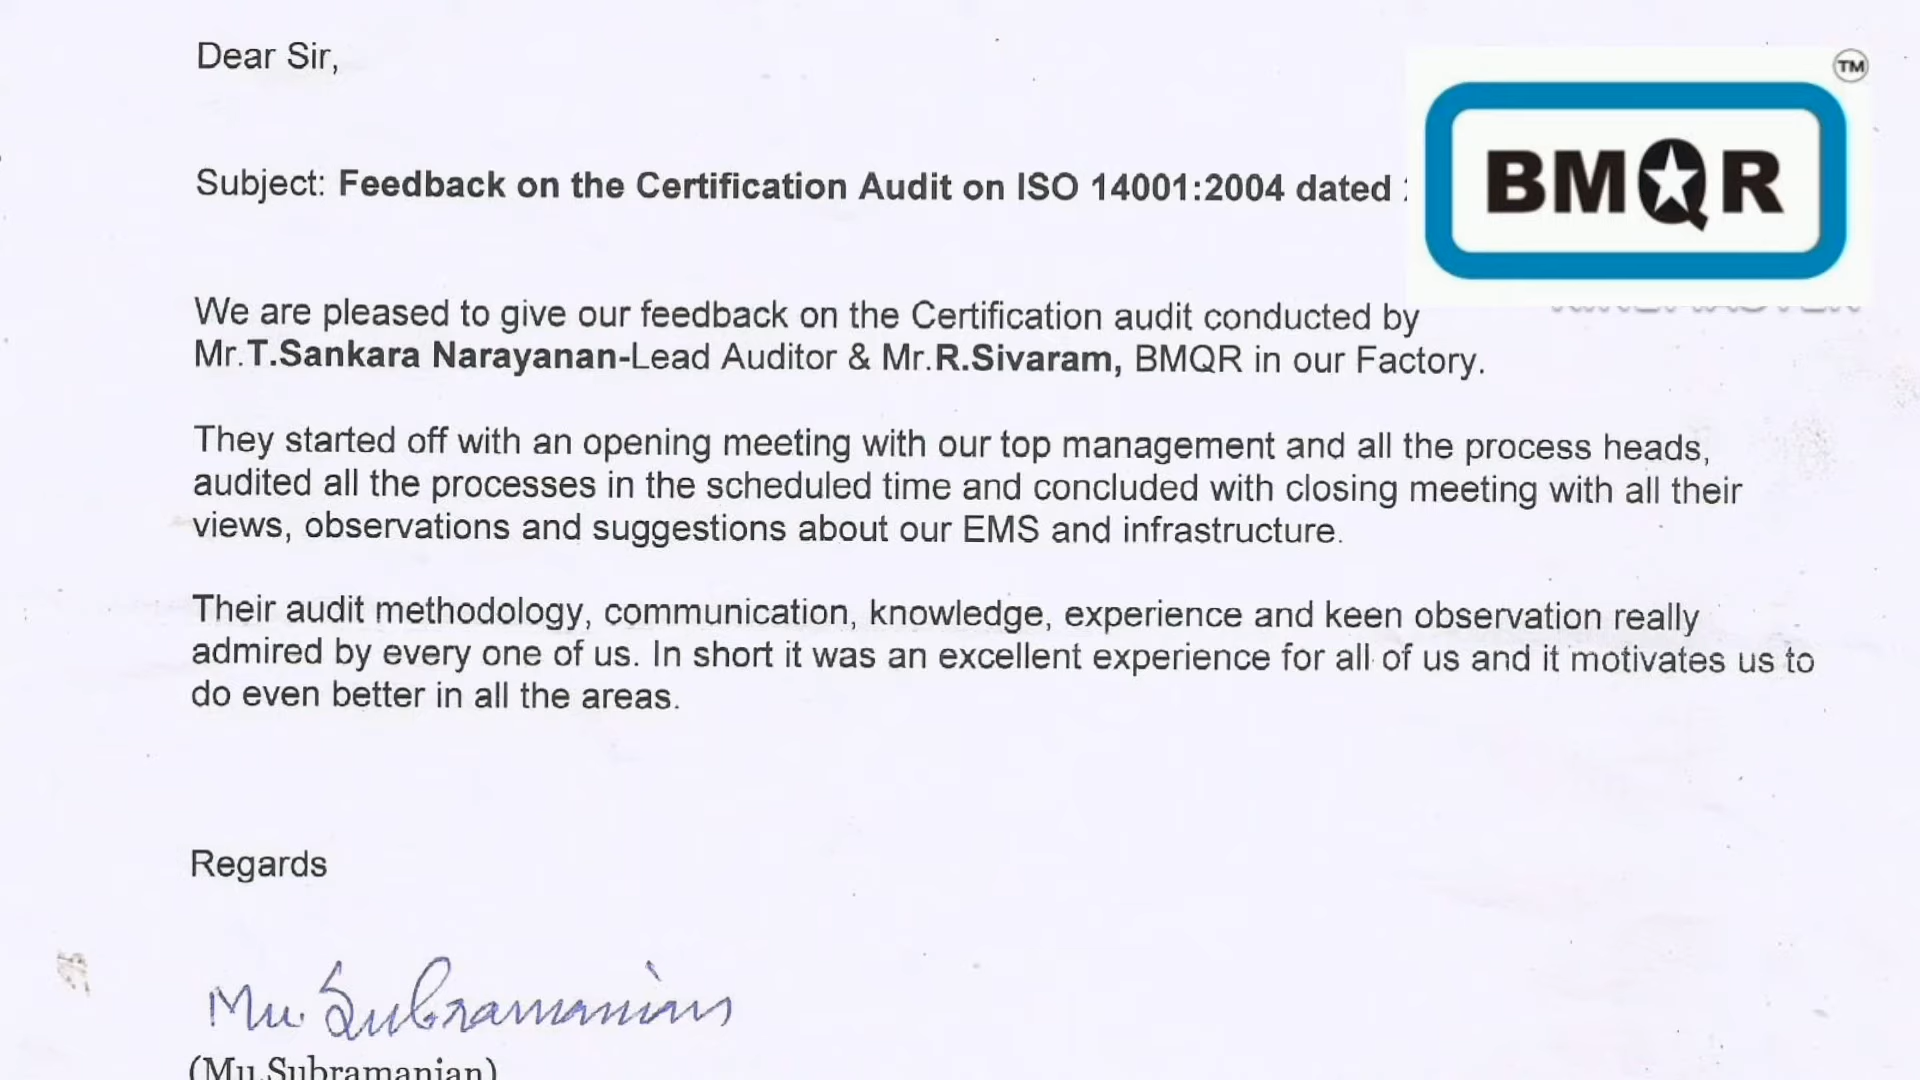 Dear Sir,
TM
BMQR
Subject: Feedback on the Certification Audit on ISO 14001:2004 dated
We are pleased to give our feedback on the Certification audit conducted by
Mr.T.Sankara Narayanan-Lead Auditor & Mr.R.Sivaram, BMQR in our Factory.
They started off with an opening meeting with our top management and all the process heads,
audited all the processes in the scheduled time and concluded with closing meeting with all their
views, observations and suggestions about our EMS and infrastructure.
Their audit methodology, communication, knowledge, experience and keen observation really
admired by every one of us. In short it was an excellent experience for all of us and it motivates us to
do even better in all the areas.
Regards
Mu. Subramanian
(Mu.Subramanian)